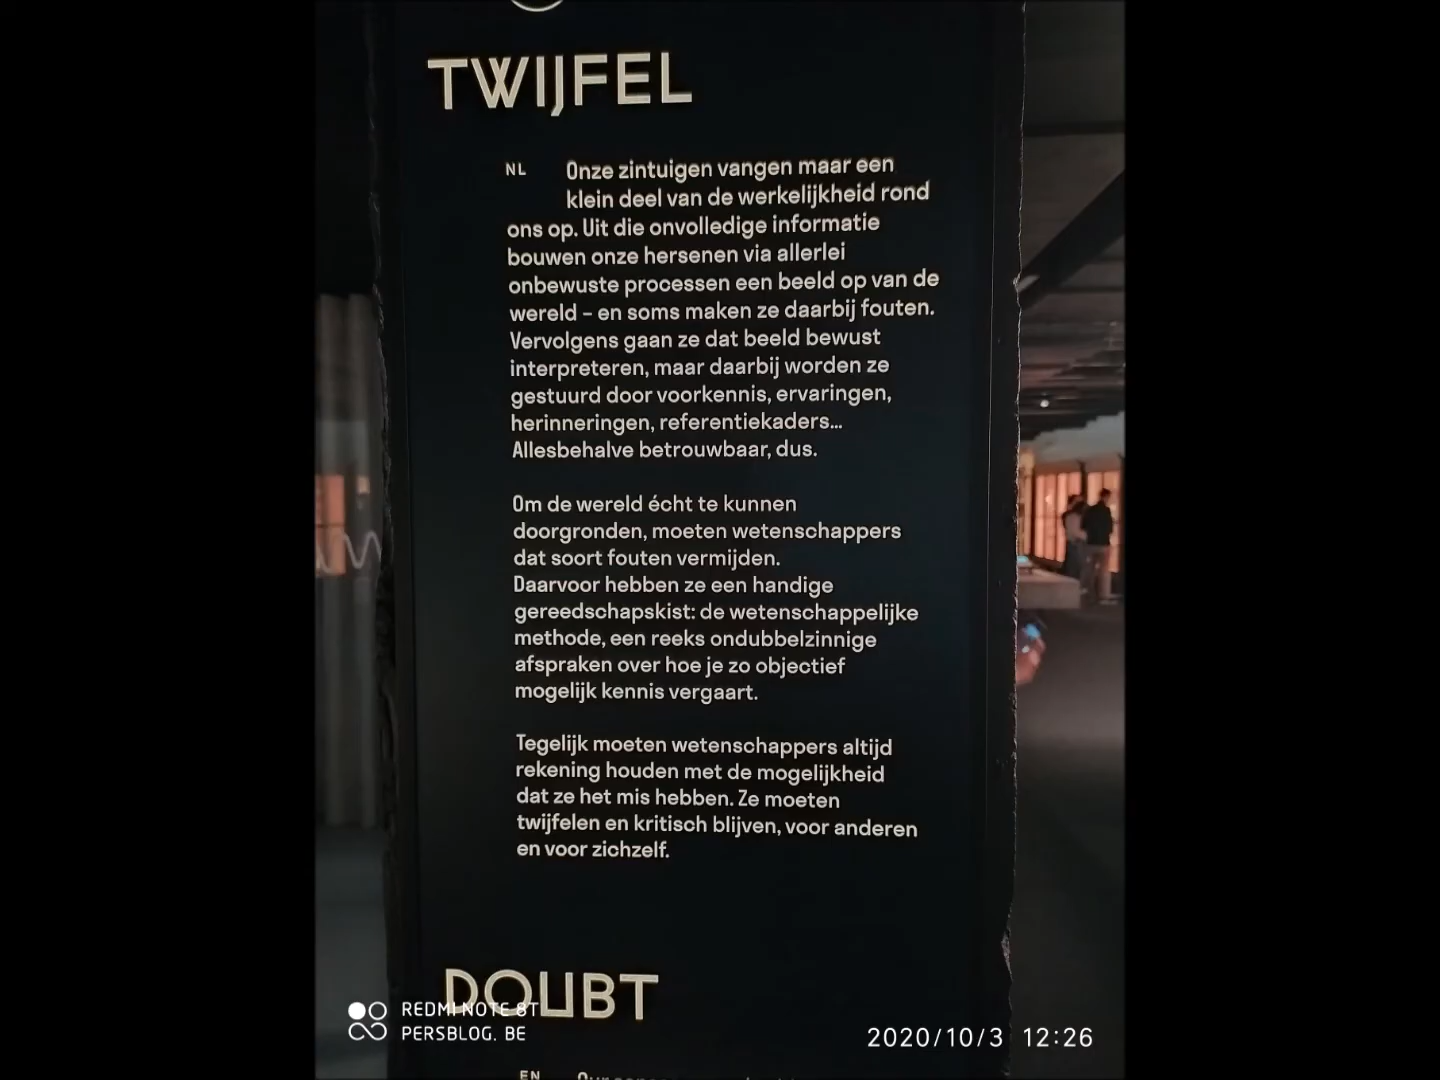 TWIJFEL
NL
Onze zintuigen vangen maar een
klein deel van de werkelijkheid rond
ons op. Uit die onvolledige informatie
bouwen onze hersenen via allerlei
onbewuste processen een beeld op van de
wereld – en soms maken ze daarbij fouten.
Vervolgens gaan ze dat beeld bewust
interpreteren, maar daarbij worden ze
gestuurd door voorkennis, ervaringen,
herinneringen, referentiekaders...
Allesbehalve betrouwbaar, dus.
Om de wereld écht te kunnen
doorgronden, moeten wetenschappers
dat soort fouten vermijden.
Daarvoor hebben ze een handige
gereedschapskist: de wetenschappelijke
methode, een reeks ondubbelzinnige
afspraken over hoe je zo objectief
mogelijk kennis vergaart.
Tegelijk moeten wetenschappers altijd
rekening houden met de mogelijkheid
dat ze het mis hebben. Ze moeten
twijfelen en kritisch blijven, voor anderen
en voor zichzelf.
DOUBT
REDMI NOTE 8T
PERSBLOG. BE
2020/10/3 12:26
EN